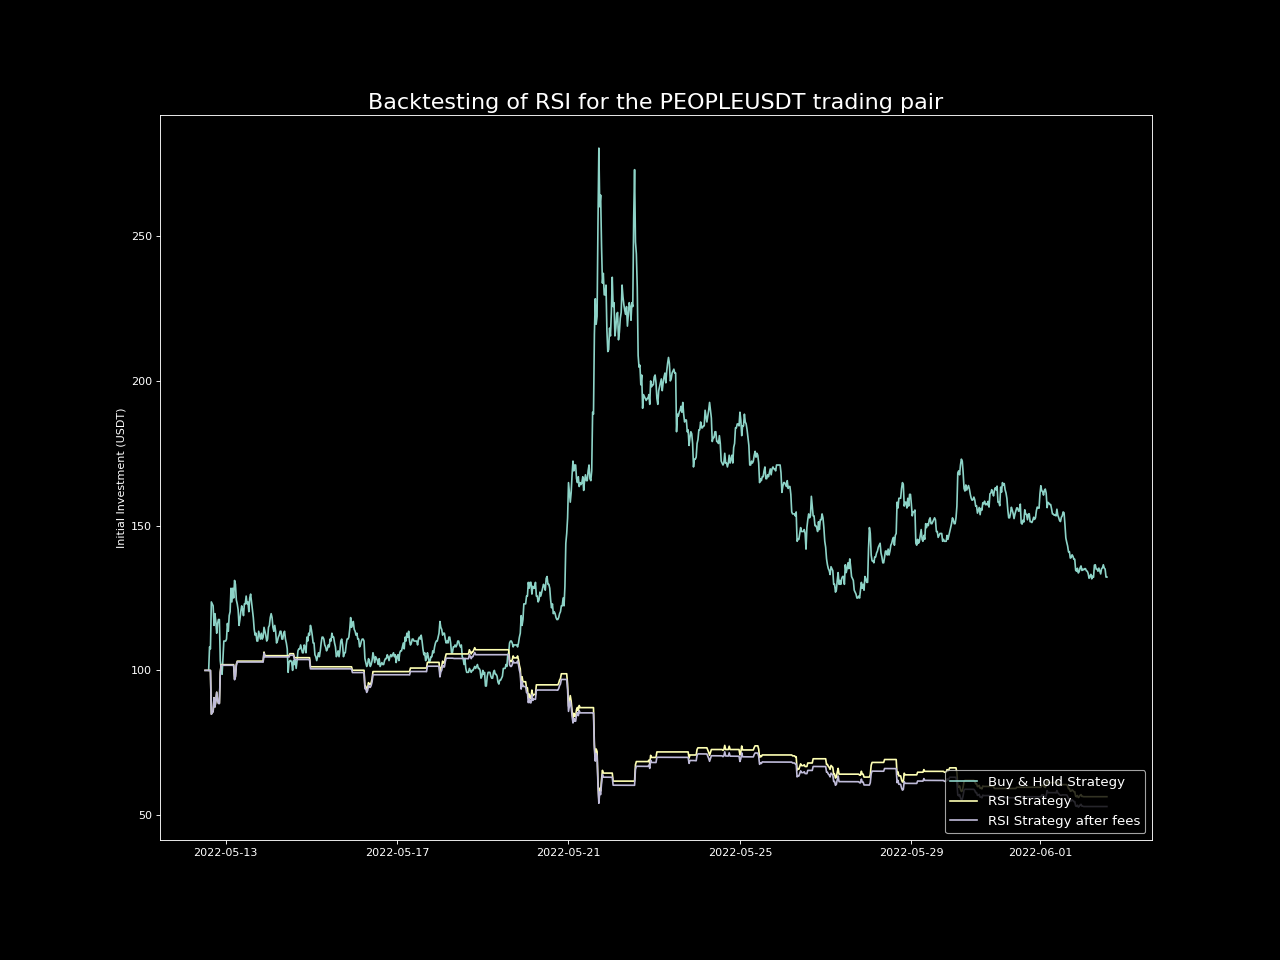 Backtesting of RSI for the PEOPLEUSDT trading pair
Initial Investment (USDT)
250
200
150
100
50
2022-05-13
2022-05-17
2022-05-21
2022-05-25
2022-05-29
2022-06-01
Buy & Hold Strategy
RSI Strategy
RSI Strategy after fees